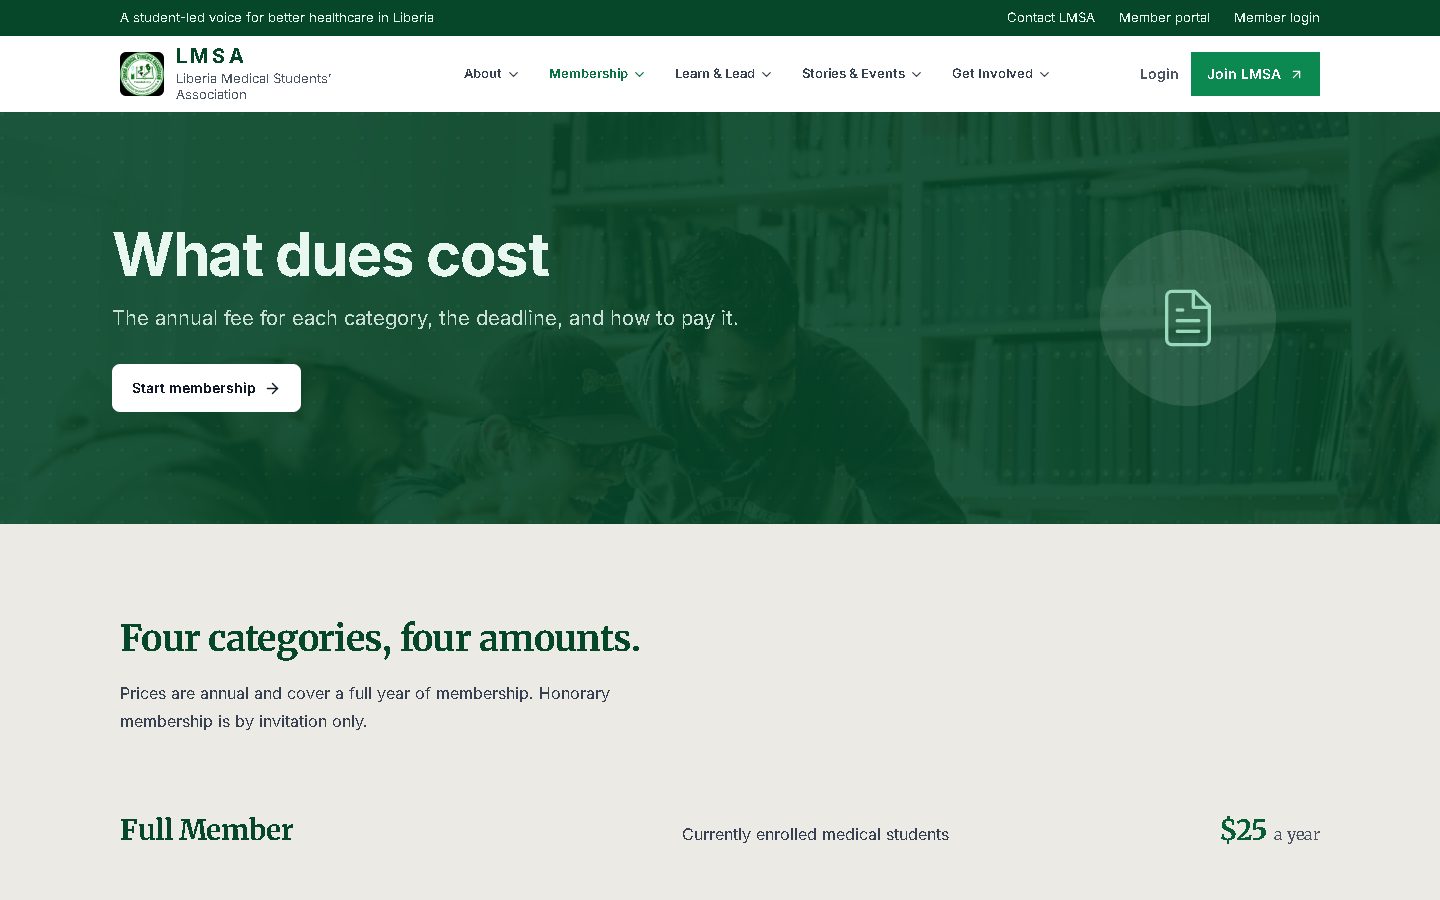 A student-led voice for better healthcare in Liberia
Contact LMSA
Member portal
Member login
LMSA
Liberia Medical Students’
Association
About
Membership
Learn & Lead
Stories & Events
Get Involved
Login
Join LMSA
What dues cost
The annual fee for each category, the deadline, and how to pay it.
Start membership
Four categories, four amounts.
Prices are annual and cover a full year of membership. Honorary
membership is by invitation only.
Full Member
Currently enrolled medical students
$25 a year